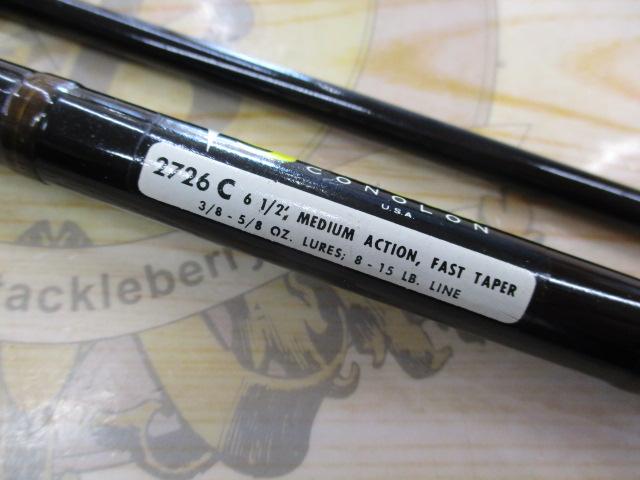 CONOLON
U.S.A.
2726 C 6 1/2', MEDIUM ACTION, FAST TAPER
3/8 - 5/8 OZ. LURES; 8 - 15 LB. LINE
tackleberry